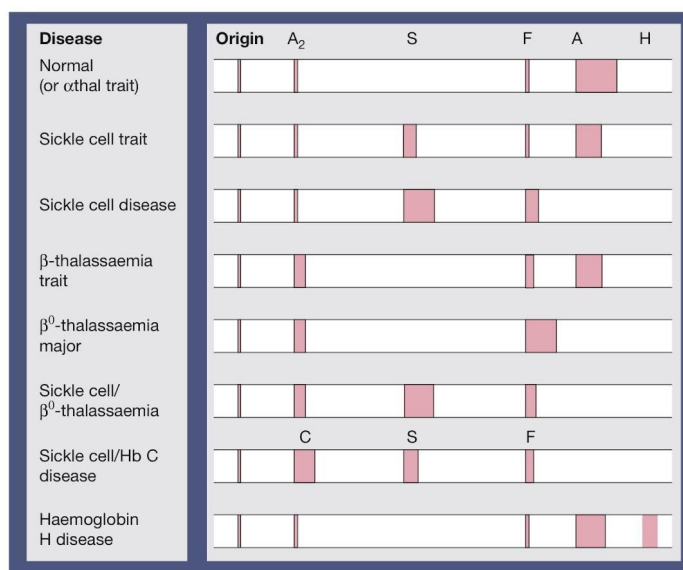 Disease Origin A₂ S F A H
Normal
(or αthal trait)
Sickle cell trait
Sickle cell disease
β-thalassaemia
trait
β⁰-thalassaemia
major
Sickle cell/
β⁰-thalassaemia
C S F
Sickle cell/Hb C
disease
Haemoglobin
H disease